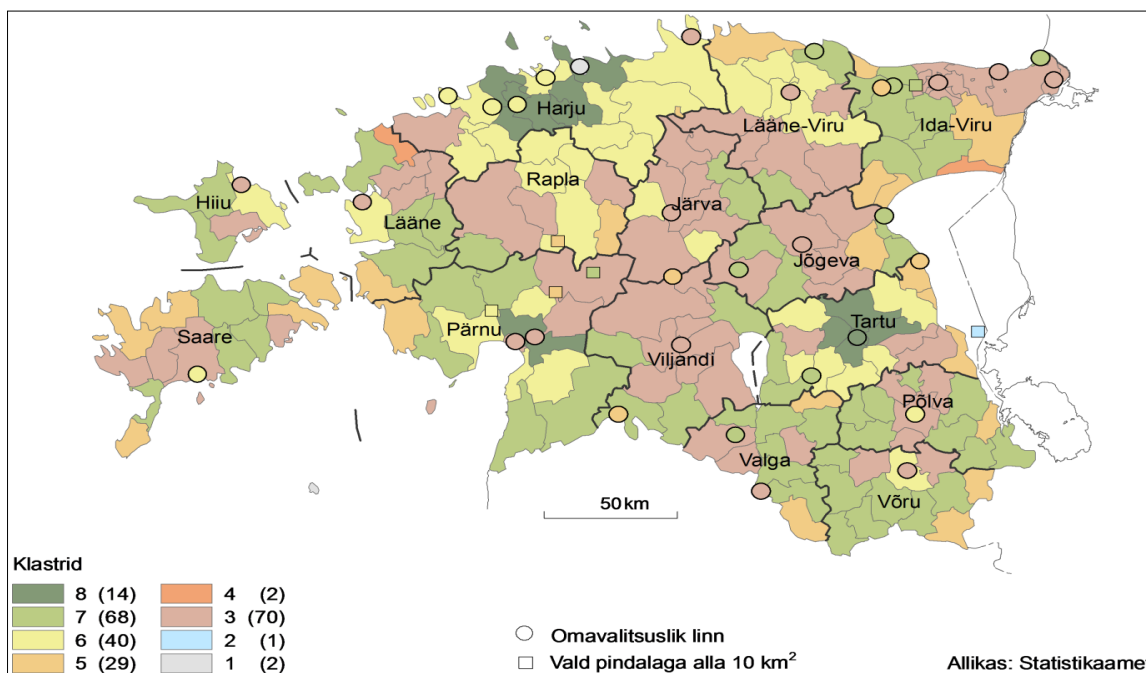 Harju
Lääne-Viru
Ida-Viru
Rapla
Hiiu
Järva
Lääne
Jõgeva
Tartu
Pärnu
Saare
Viljandi
Põlva
Valga
Võru
50 km
Klastrid
8 (14)
7 (68)
6 (40)
5 (29)
4 (2)
3 (70)
2 (1)
1 (2)
Omavalitsuslik linn
Vald pindalaga alla 10 km²
Allikas: Statistikaamet